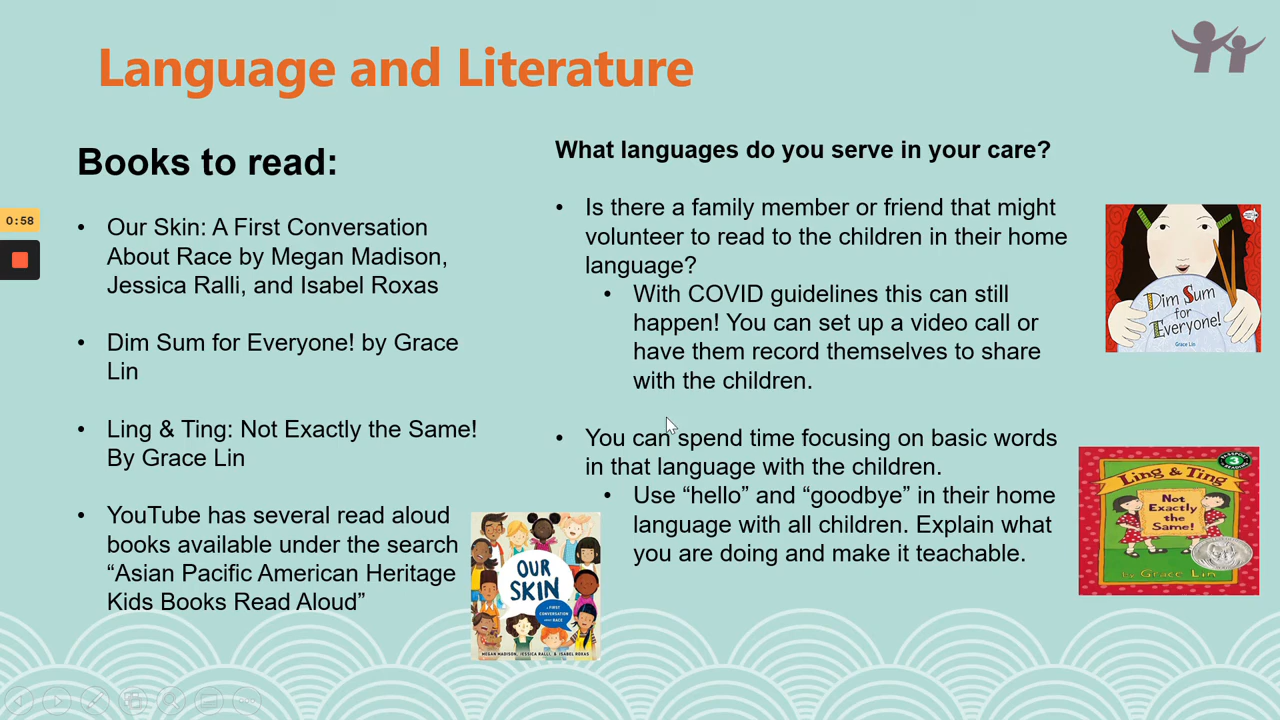 Language and Literature
Books to read:
• Our Skin: A First Conversation
About Race by Megan Madison,
Jessica Ralli, and Isabel Roxas
• Dim Sum for Everyone! by Grace
Lin
• Ling & Ting: Not Exactly the Same!
By Grace Lin
• YouTube has several read aloud
books available under the search
“Asian Pacific American Heritage
Kids Books Read Aloud”
What languages do you serve in your care?
• Is there a family member or friend that might
volunteer to read to the children in their home
language?
• With COVID guidelines this can still
happen! You can set up a video call or
have them record themselves to share
with the children.
• You can spend time focusing on basic words
in that language with the children.
• Use “hello” and “goodbye” in their home
language with all children. Explain what
you are doing and make it teachable.
0:58
Dim Sum
for
Everyone!
Grace Lin
3
Ling & Ting
Not
Exactly
the
Same!
by Grace Lin
OUR
SKIN
A FIRST
CONVERSATION
ABOUT RACE
MEGAN MADISON, JESSICA RALLI, & ISABEL ROXAS